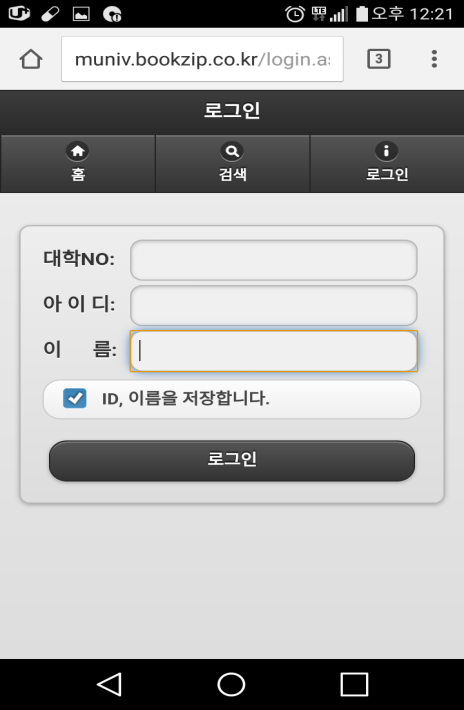 LTE
오후 12:21
muniv.bookzip.co.kr/login.as
3
로그인
홈
검색
로그인
대학NO:
아 이 디:
이 름:
ID, 이름을 저장합니다.
로그인